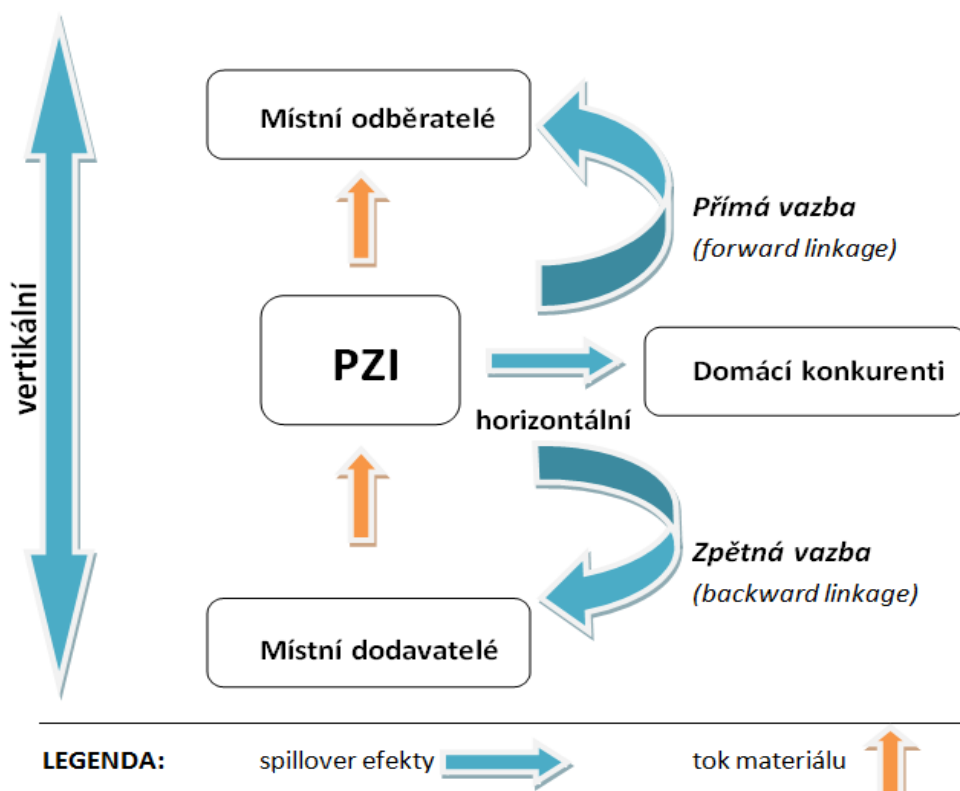 Místní odběratelé
Přímá vazba
(forward linkage)
vertikální
PZI
Domácí konkurenti
horizontální
Zpětná vazba
(backward linkage)
Místní dodavatelé
LEGENDA:
spillover efekty
tok materiálu